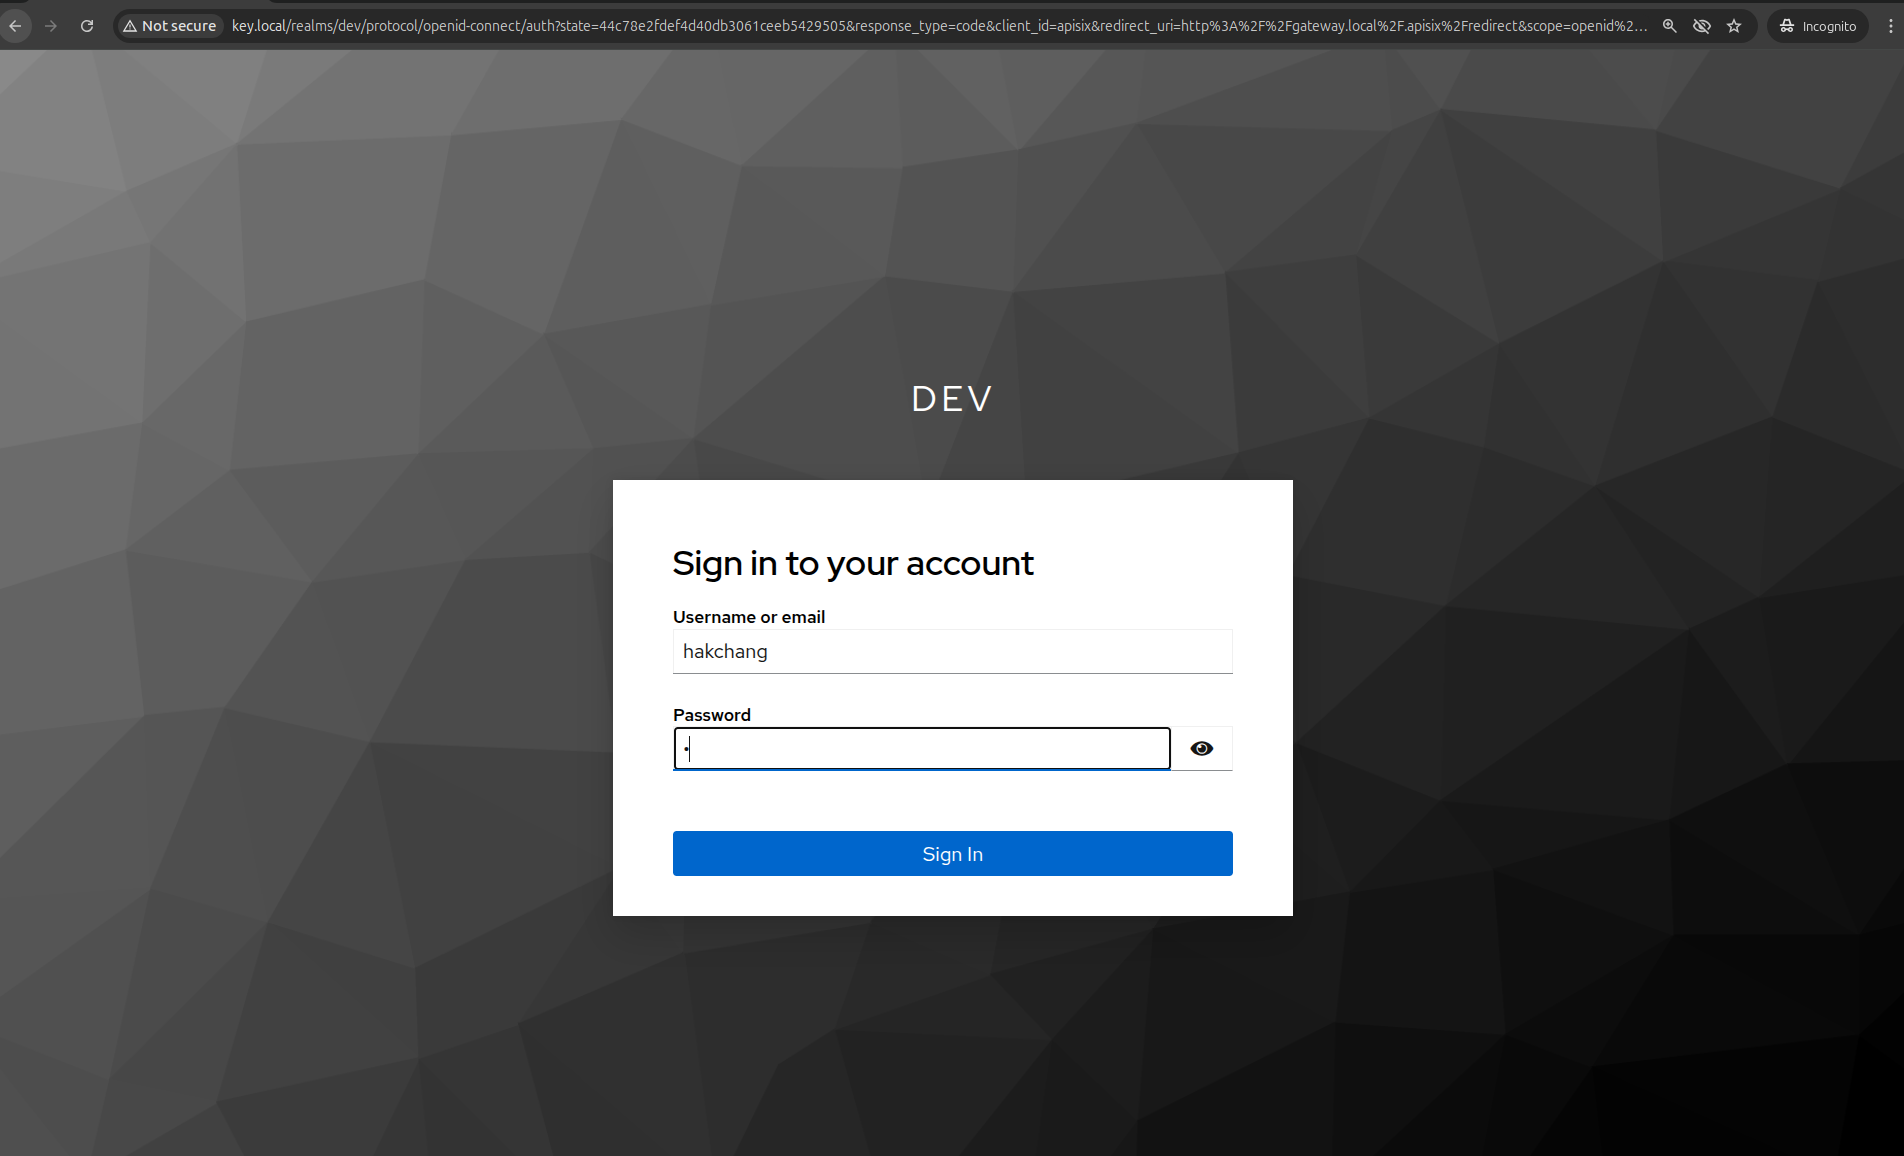 Not secure key.local/realms/dev/protocol/openid-connect/auth?state=44c78e2fdef4d40db3061ceeb5429505&response_type=code&client_id=apisix&redirect_uri=http%3A%2F%2Fgateway.local%2F.apisix%2Fredirect&scope=openid%2... Incognito
DEV
Sign in to your account
Username or email
hakchang
Password
Sign In